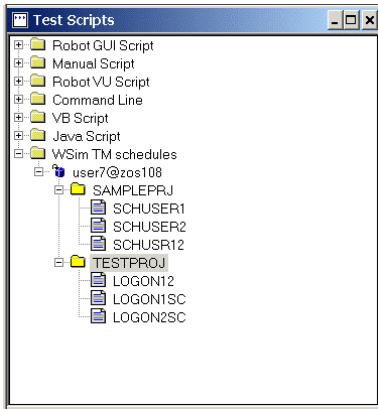 Test Scripts
Robot GUI Script
Manual Script
Robot VU Script
Command Line
VB Script
Java Script
WSim TM schedules
user7@zos108
SAMPLEPRJ
SCHUSER1
SCHUSER2
SCHUSR12
TESTPROJ
LOGON12
LOGON1SC
LOGON2SC